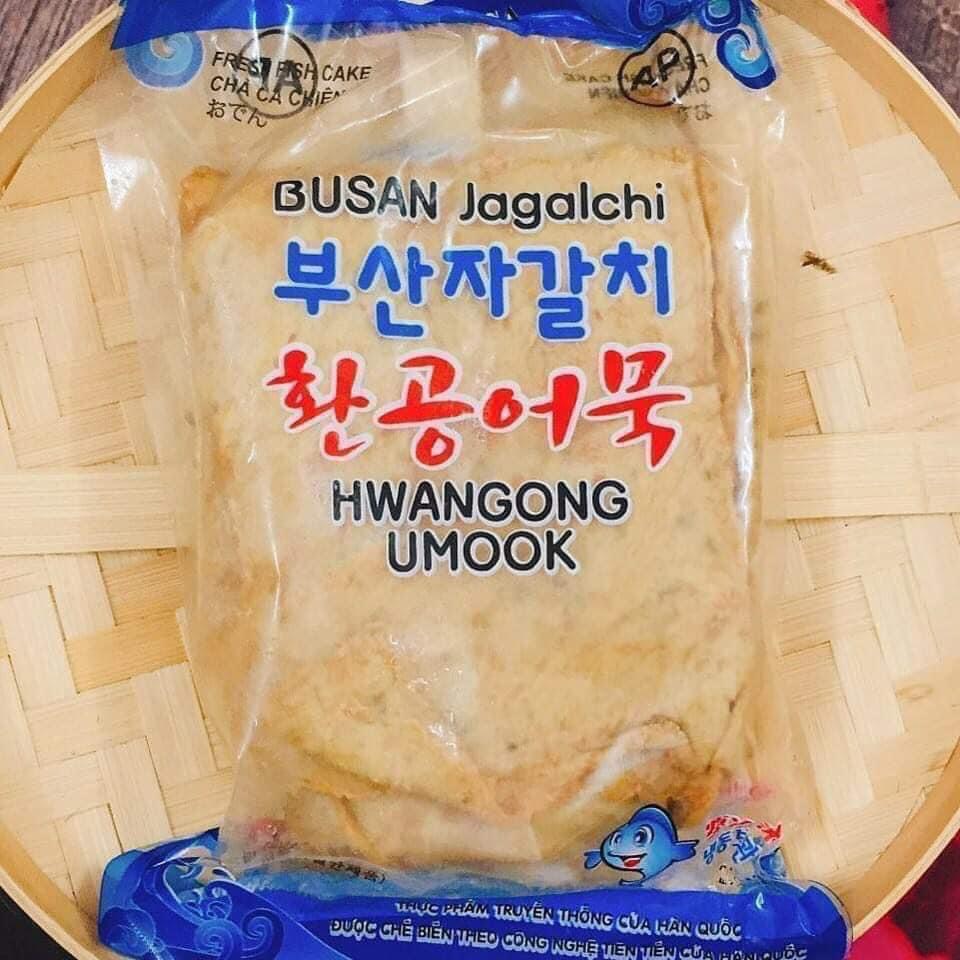 FRESH FISH CAKE
CHẢ CÁ CHIÊN
おでん
1A
AP
BUSAN Jagalchi
부산자갈치
환공어묵
HWANGONG
UMOOK
THỰC PHẨM TRUYỀN THỐNG CỦA HÀN QUỐC
ĐƯỢC CHẾ BIẾN THEO CÔNG NGHỆ TIÊN TIẾN CỦA HÀN QUỐC